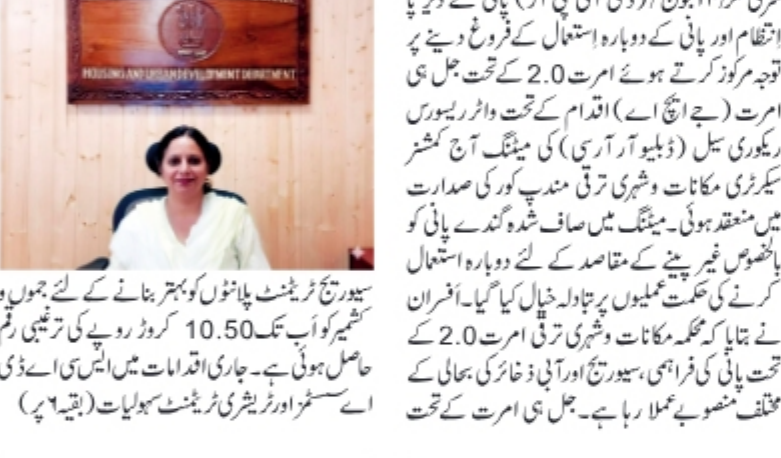 HOUSING AND URBAN DEVELOPMENT DEPARTMENT
انتظام اور پانی کے دوبارہ اِستعمال کے فروغ دینے پر
توجہ مرکوز کرتے ہوئے امرت 2.0 کے تحت جل ہی
امرت (جے ایچ اے) اقدام کے تحت واٹر ریسورس
ریکوری سیل (ڈبلیو آر آر سی) کی میٹنگ آج کمشنر
سیکرٹری مکانات و شہری ترقی مندیپ کور کی صدارت
میں منعقد ہوئی۔ میٹنگ میں صاف شدہ گندے پانی کو
بالخصوص غیر پینے کے مقاصد کے لئے دوبارہ استعمال
کرنے کی حکمت عملیوں پر تبادلہ خیال کیا گیا۔ افسران
نے بتایا کہ محکمہ مکانات و شہری ترقی امرت 2.0 کے
تحت پانی کی فراہمی، سیوریج اور آبی ذخائر کی بحالی کے
مختلف منصوبے عملا رہا ہے۔ جل ہی امرت کے تحت
سیوریج ٹریٹمنٹ پلانٹوں کو بہتر بنانے کے لئے جموں و
کشمیر کو اَب تک 10.50 کروڑ روپے کی ترغیبی رقم
حاصل ہوئی ہے۔ جاری اقدامات میں ایس سی اے ڈی
اے سسٹمز اور ٹریشری ٹریٹمنٹ سہولیات (بقیہ ۶ پر)